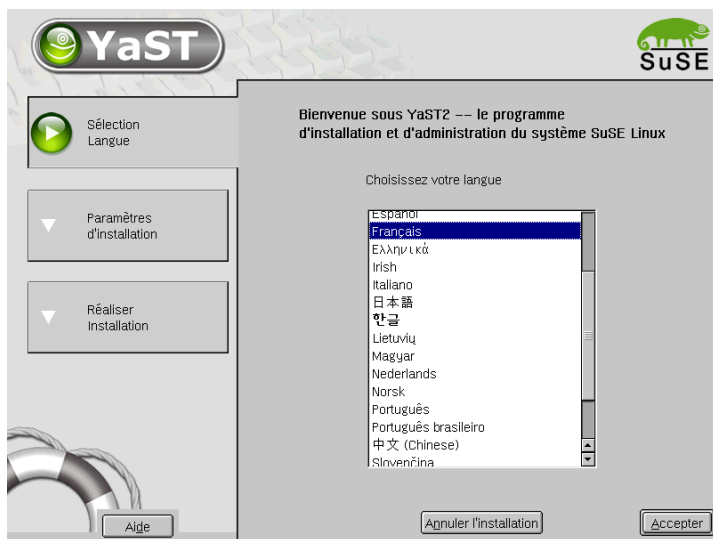 YaST
SuSE
Sélection
Langue
Paramètres
d'installation
Réaliser
Installation
Aide
Bienvenue sous YaST2 -- le programme
d'installation et d'administration du système SuSE Linux
Choisissez votre langue
Español
Français
Ελληνικά
Irish
Italiano
日本語
한글
Lietuvių
Magyar
Nederlands
Norsk
Português
Português brasileiro
中文 (Chinese)
Slovenčina
Annuler l'installation
Accepter